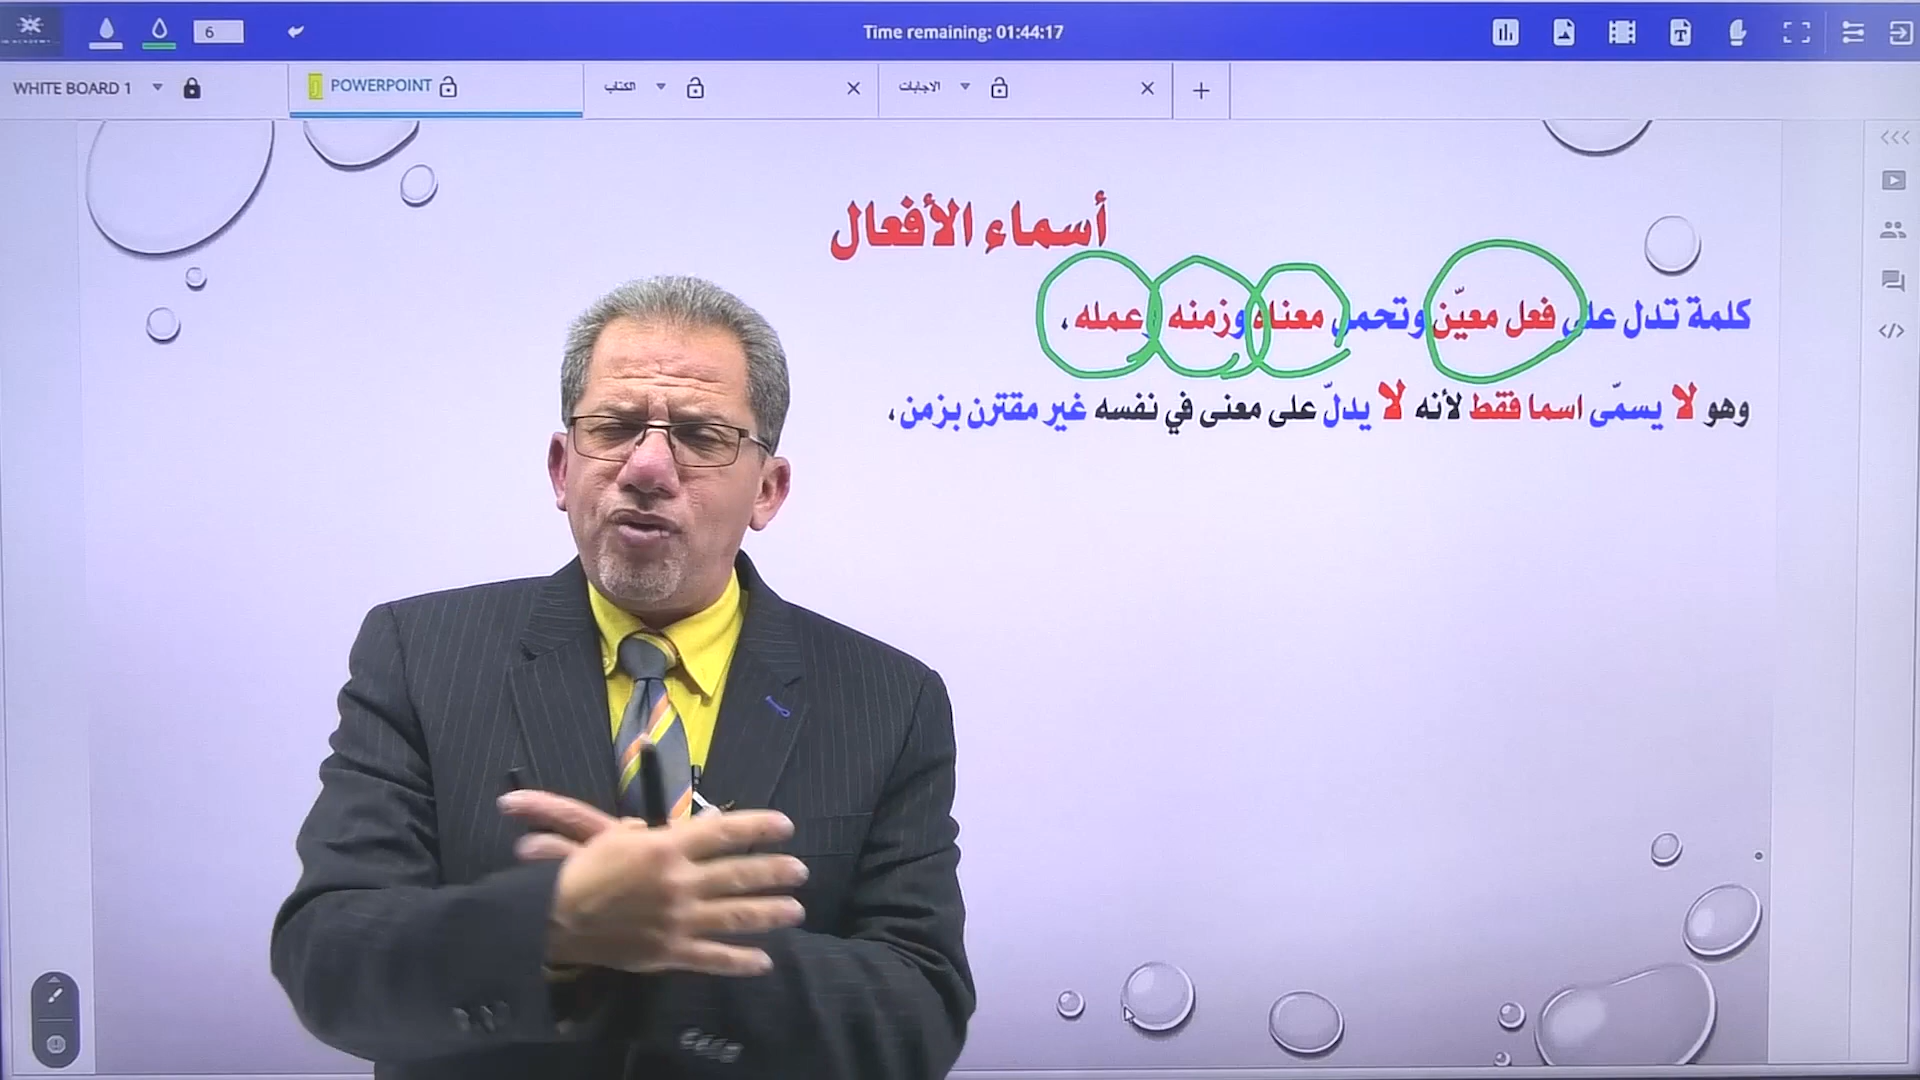 6
Time remaining: 01:44:17
WHITE BOARD 1
POWERPOINT
الكتاب
الاجابات
أسماء الأفعال
كلمة تدل على فعل معيّن وتحمل معناه وزمنه وعمله ،
وهو لا يسمّى اسما فقط لأنه لا يدلّ على معنى في نفسه غير مقترن بزمن ،